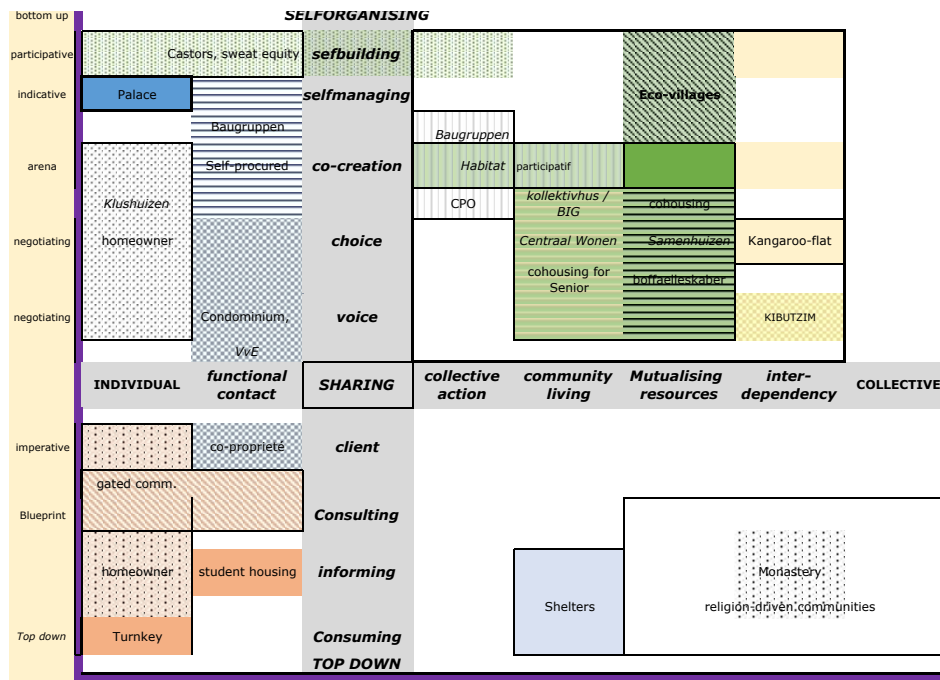 bottom up SELFORGANISING
participative Castors, sweat equity sefbuilding
indicative Palace selfmanaging Eco-villages
Baugruppen Baugruppen
arena Self-procured co-creation Habitat participatif
Klushuizen CPO kollektivhus / BIG cohousing
negotiating homeowner choice Centraal Wonen Samenhuizen Kangaroo-flat
cohousing for Senior boffaelleskaber
negotiating Condominium, voice KIBUTZIM
VvE
INDIVIDUAL functional contact SHARING collective action community living Mutualising resources inter-dependency COLLECTIVE
imperative co-proprieté client
gated comm.
Blueprint Consulting
homeowner student housing informing Monastery
Shelters religion-driven communities
Top down Turnkey Consuming
TOP DOWN